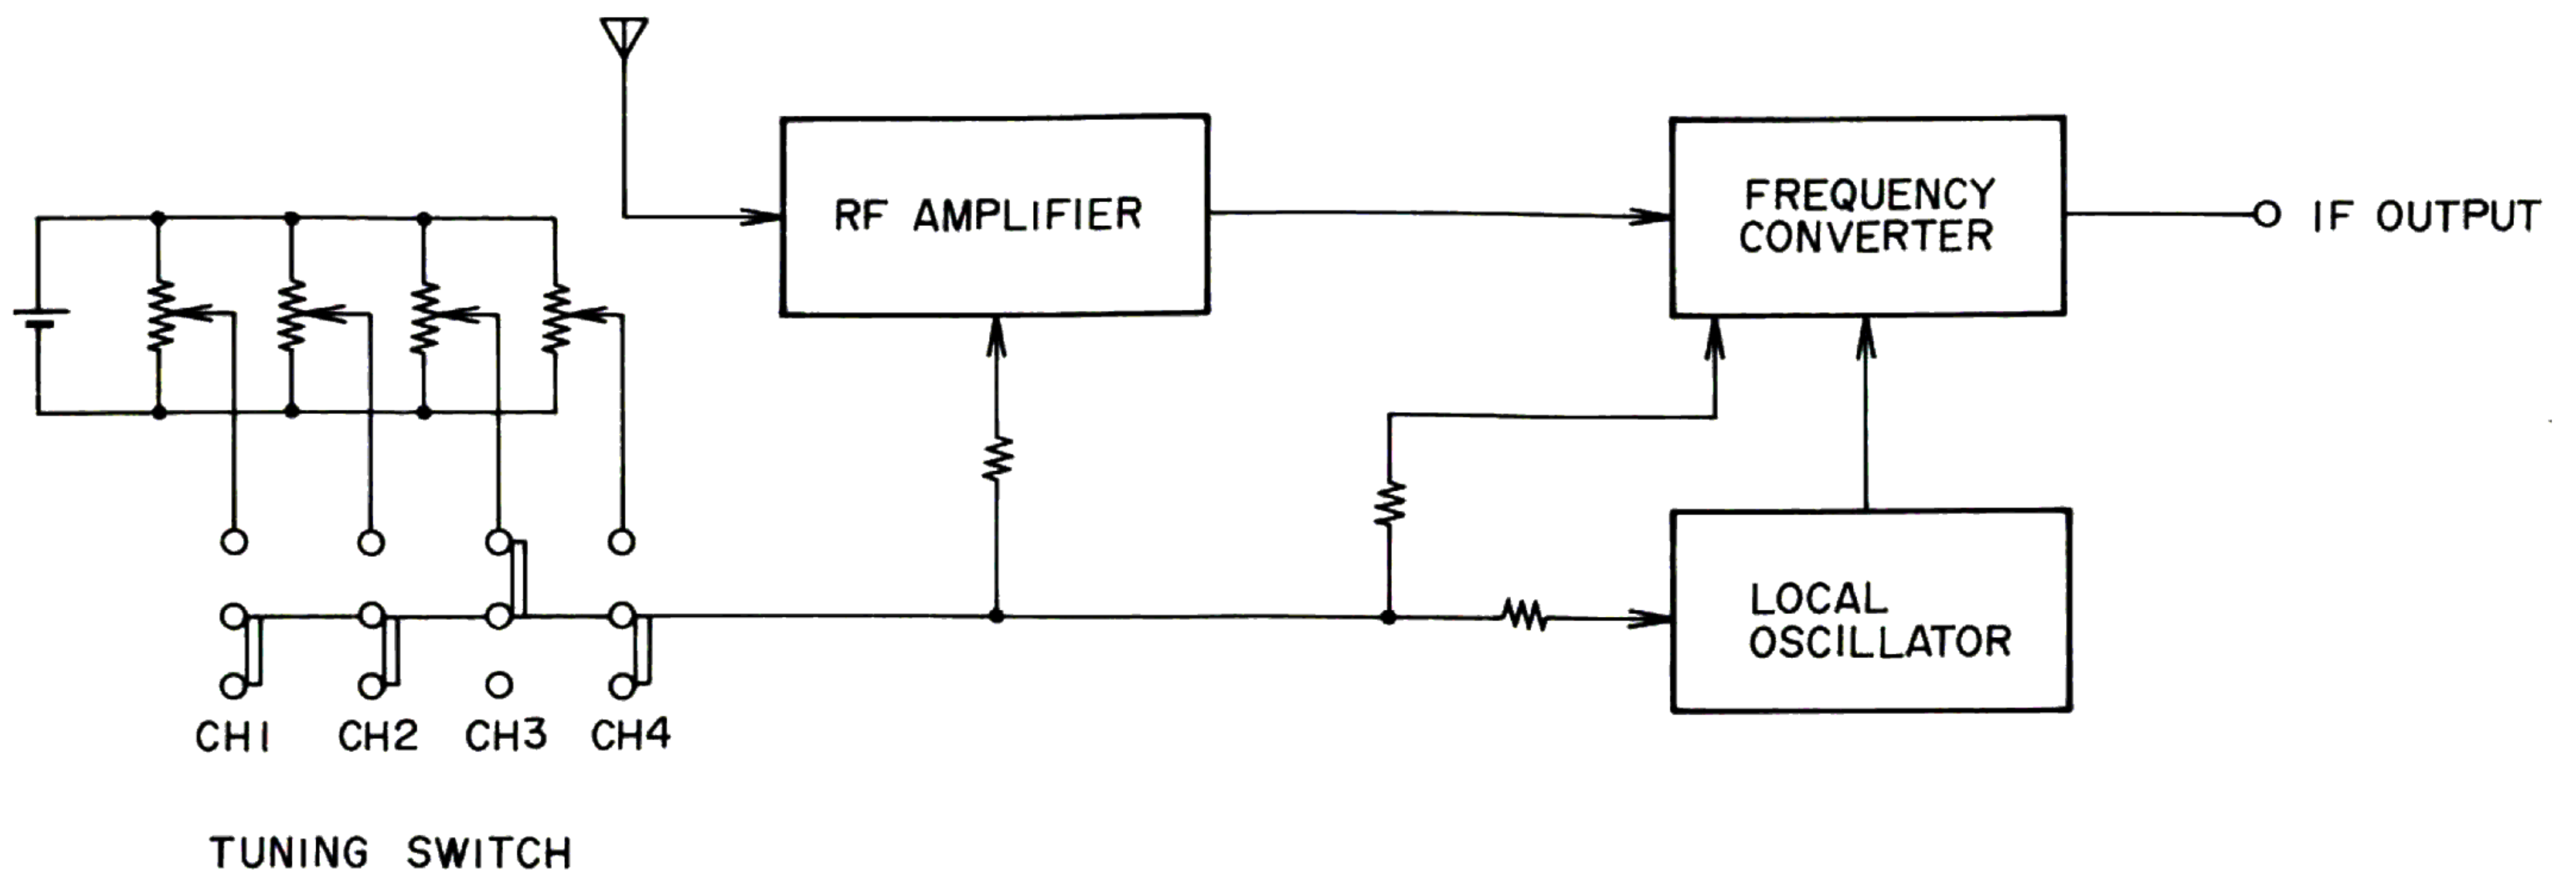 RF AMPLIFIER
FREQUENCY
CONVERTER
IF OUTPUT
LOCAL
OSCILLATOR
CH1 CH2 CH3 CH4
TUNING SWITCH